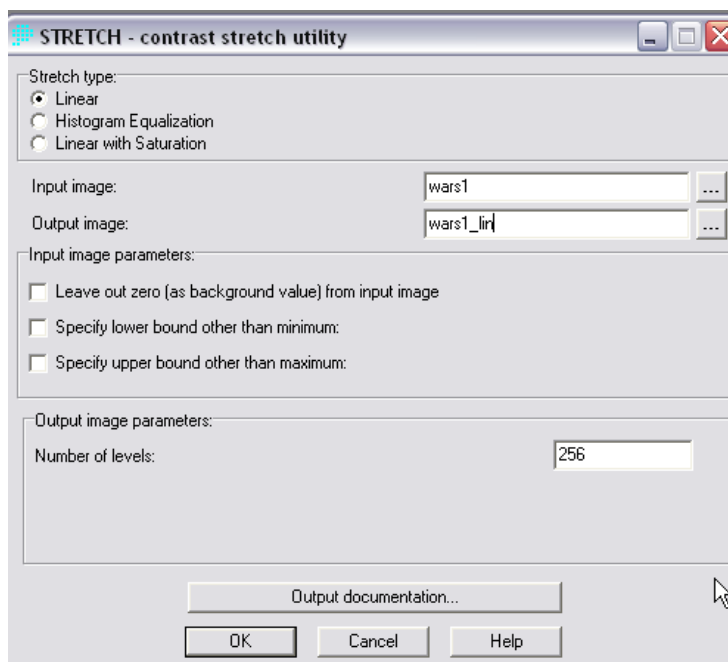 STRETCH - contrast stretch utility
Stretch type:
Linear
Histogram Equalization
Linear with Saturation
Input image:
wars1
...
Output image:
wars1_lin
...
Input image parameters:
Leave out zero (as background value) from input image
Specify lower bound other than minimum:
Specify upper bound other than maximum:
Output image parameters:
Number of levels:
256
Output documentation...
OK
Cancel
Help